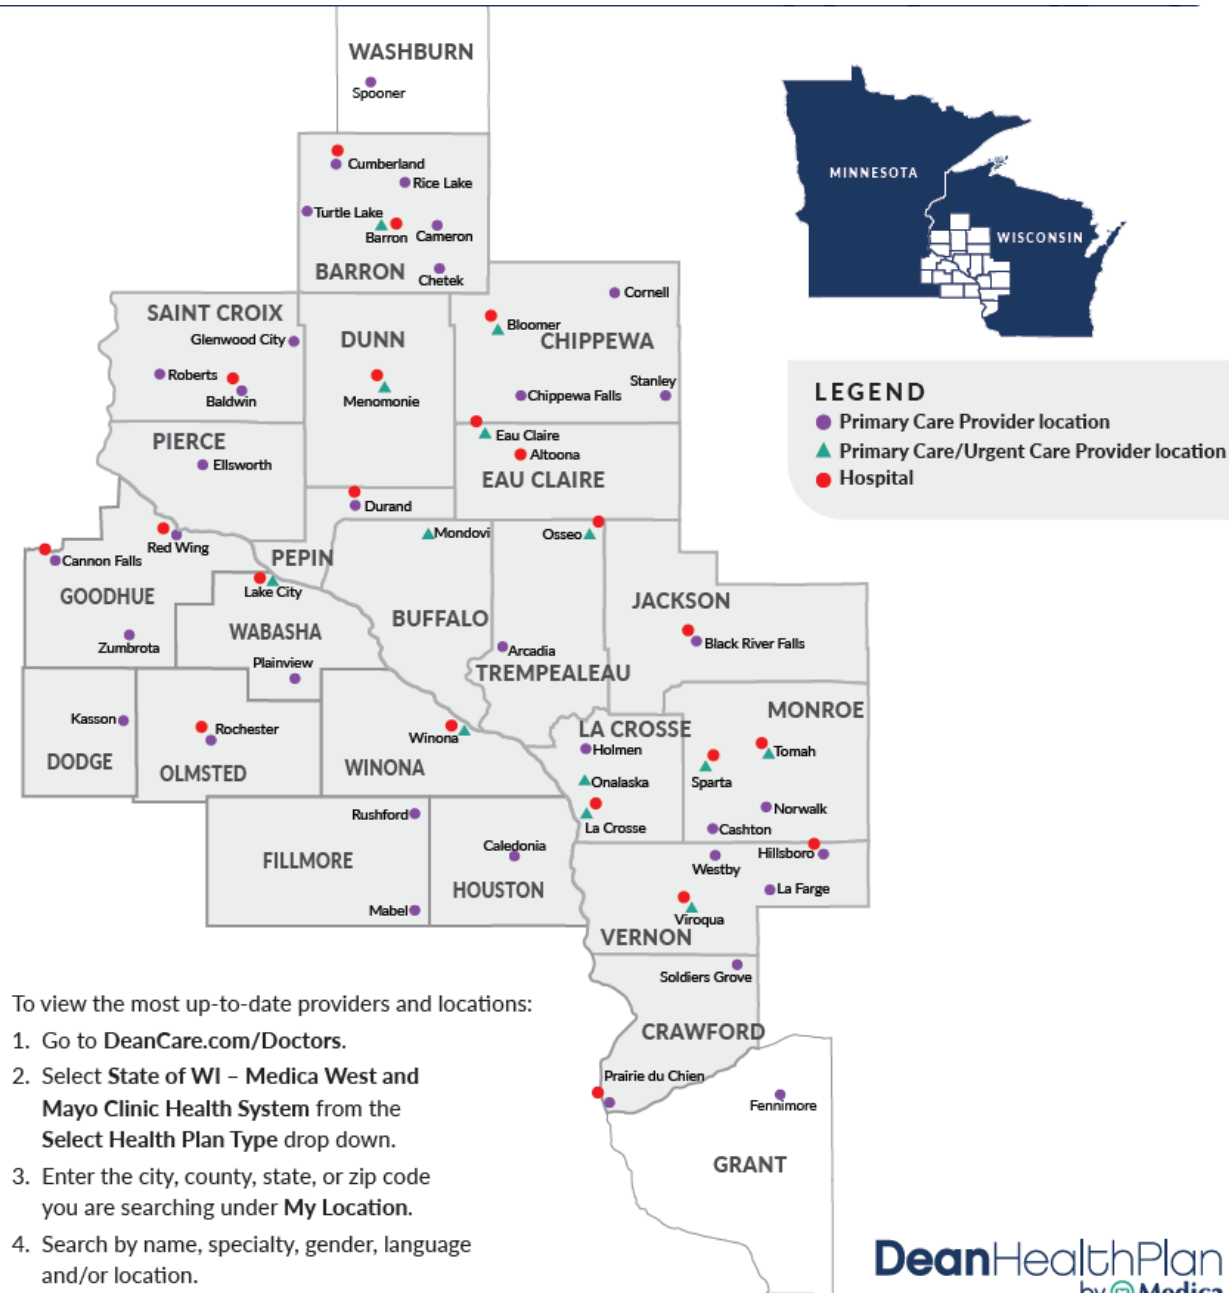 WASHBURN
Spooner
Cumberland
Rice Lake
Turtle Lake
Barron
Cameron
BARRON
Chetek
MINNESOTA
WISCONSIN
SAINT CROIX
Glenwood City
Roberts
Baldwin
DUNN
Menomonie
Cornell
Bloomer
CHIPPEWA
Stanley
Chippewa Falls
LEGEND
Primary Care Provider location
Primary Care/Urgent Care Provider location
Hospital
PIERCE
Ellsworth
Eau Claire
Altoona
EAU CLAIRE
Durand
Red Wing
Cannon Falls
GOODHUE
Zumbrota
PEPIN
Lake City
WABASHA
Plainview
Mondovi
BUFFALO
Osseo
Arcadia
TREMPEALEAU
JACKSON
Black River Falls
MONROE
Tomah
Sparta
Norwalk
Cashton
LA CROSSE
Holmen
Onalaska
La Crosse
Kasson
DODGE
Rochester
OLMSTED
Winona
WINONA
Rushford
FILLMORE
Mabel
Caledonia
HOUSTON
Westby
Hillsboro
La Farge
Viroqua
VERNON
Soldiers Grove
CRAWFORD
Prairie du Chien
Fennimore
GRANT
To view the most up-to-date providers and locations:
1. Go to DeanCare.com/Doctors.
2. Select State of WI – Medica West and
Mayo Clinic Health System from the
Select Health Plan Type drop down.
3. Enter the city, county, state, or zip code
you are searching under My Location.
4. Search by name, specialty, gender, language
and/or location.
DeanHealthPlan
by Medica